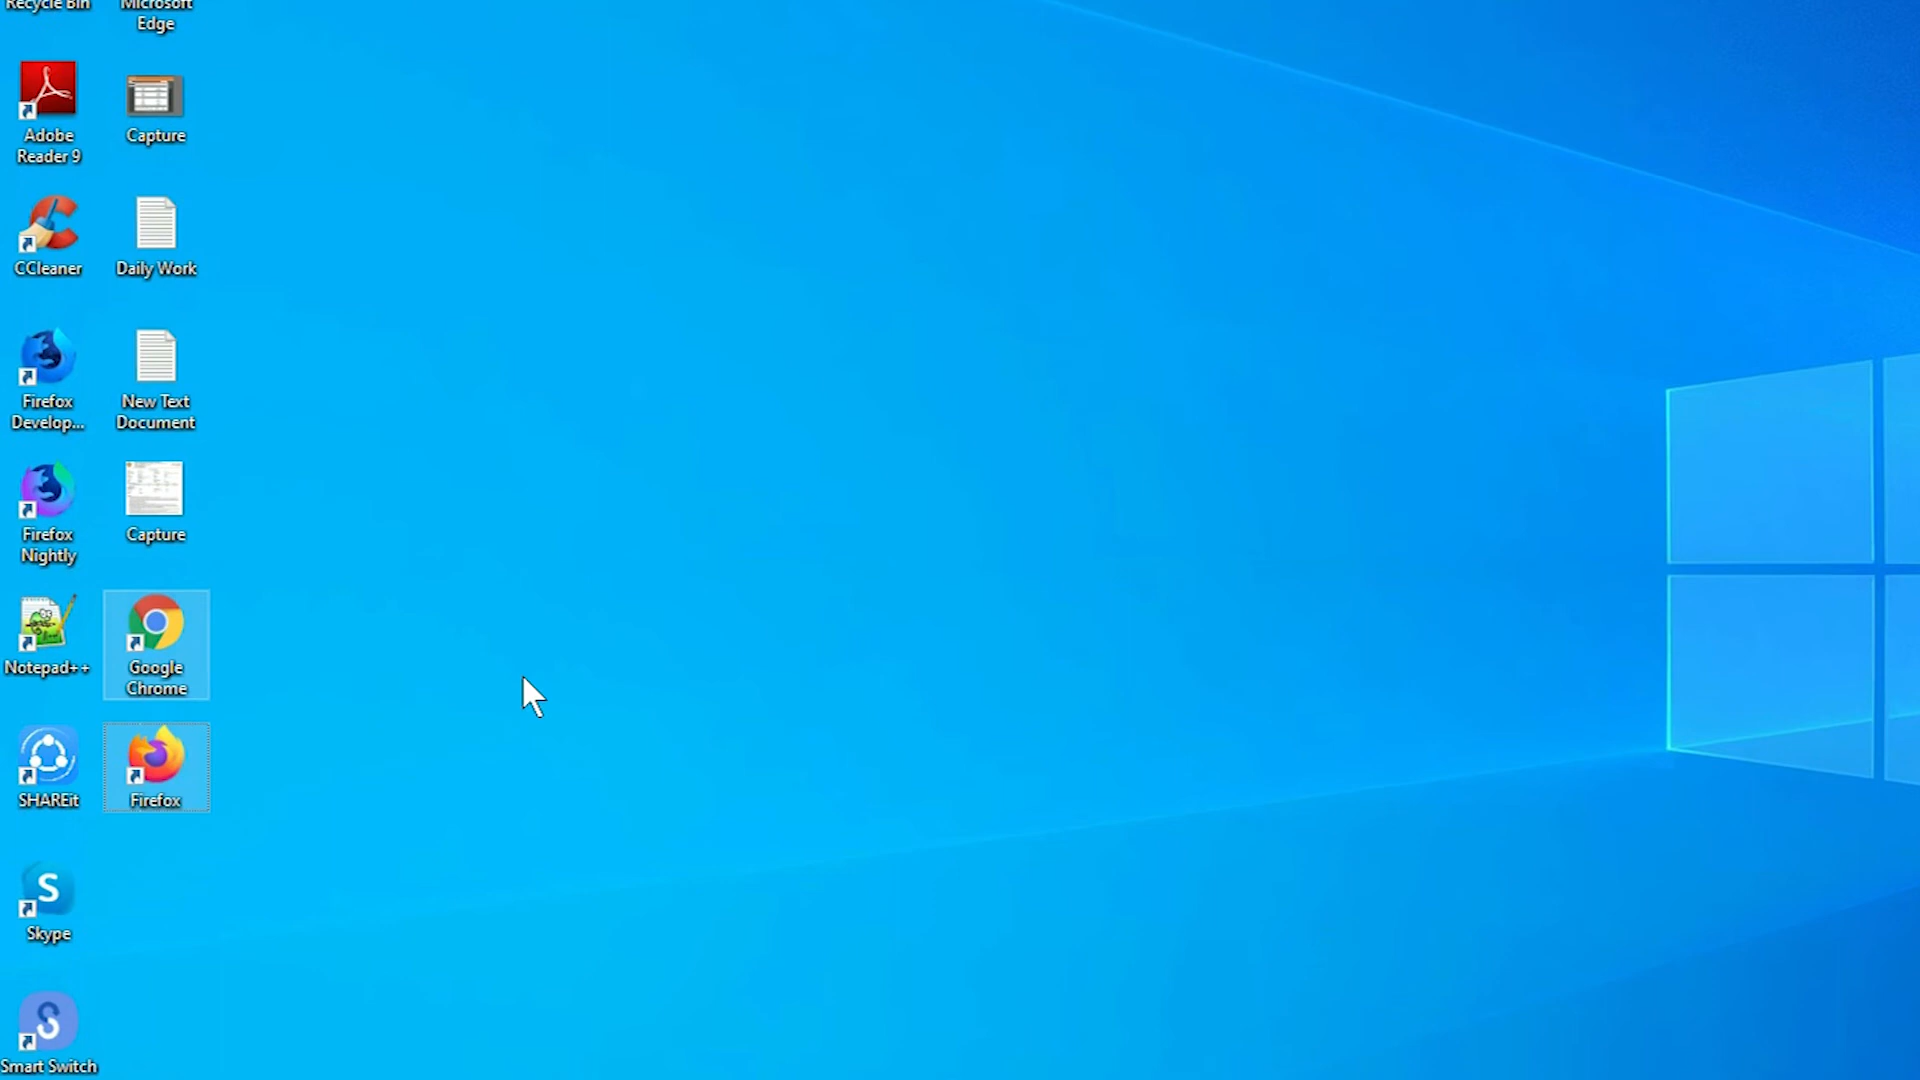 Recycle Bin
Microsoft
Edge
Adobe
Reader 9
Capture
CCleaner
Daily Work
Firefox
Develop...
New Text
Document
Firefox
Nightly
Capture
Notepad++
Google
Chrome
SHAREit
Firefox
Skype
Smart Switch